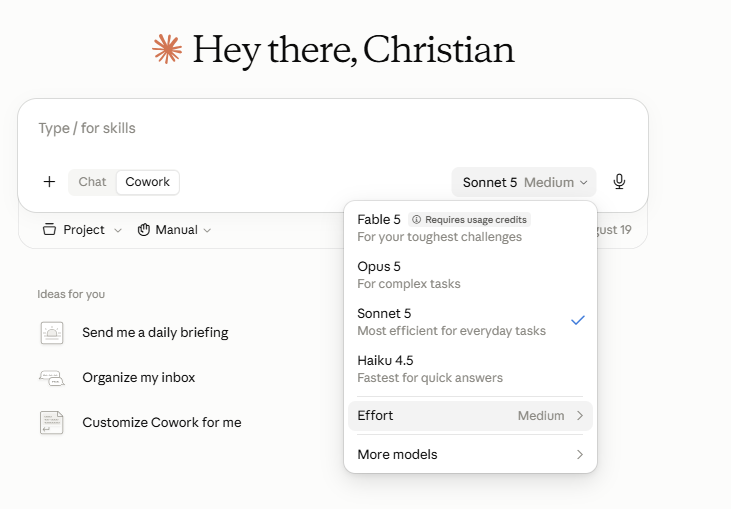 Hey there, Christian
Type / for skills
Chat
Cowork
Sonnet 5 Medium
Project
Manual
gust 19
Fable 5 Requires usage credits
For your toughest challenges
Opus 5
For complex tasks
Sonnet 5
Most efficient for everyday tasks
Haiku 4.5
Fastest for quick answers
Effort Medium
More models
Ideas for you
Send me a daily briefing
Organize my inbox
Customize Cowork for me